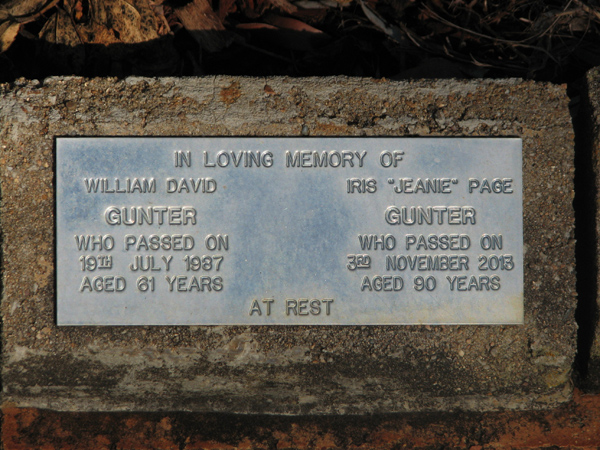 IN LOVING MEMORY OF
WILLIAM DAVID
GUNTER
WHO PASSED ON
19TH JULY 1987
AGED 61 YEARS
IRIS "JEANIE" PAGE
GUNTER
WHO PASSED ON
3RD NOVEMBER 2013
AGED 90 YEARS
AT REST